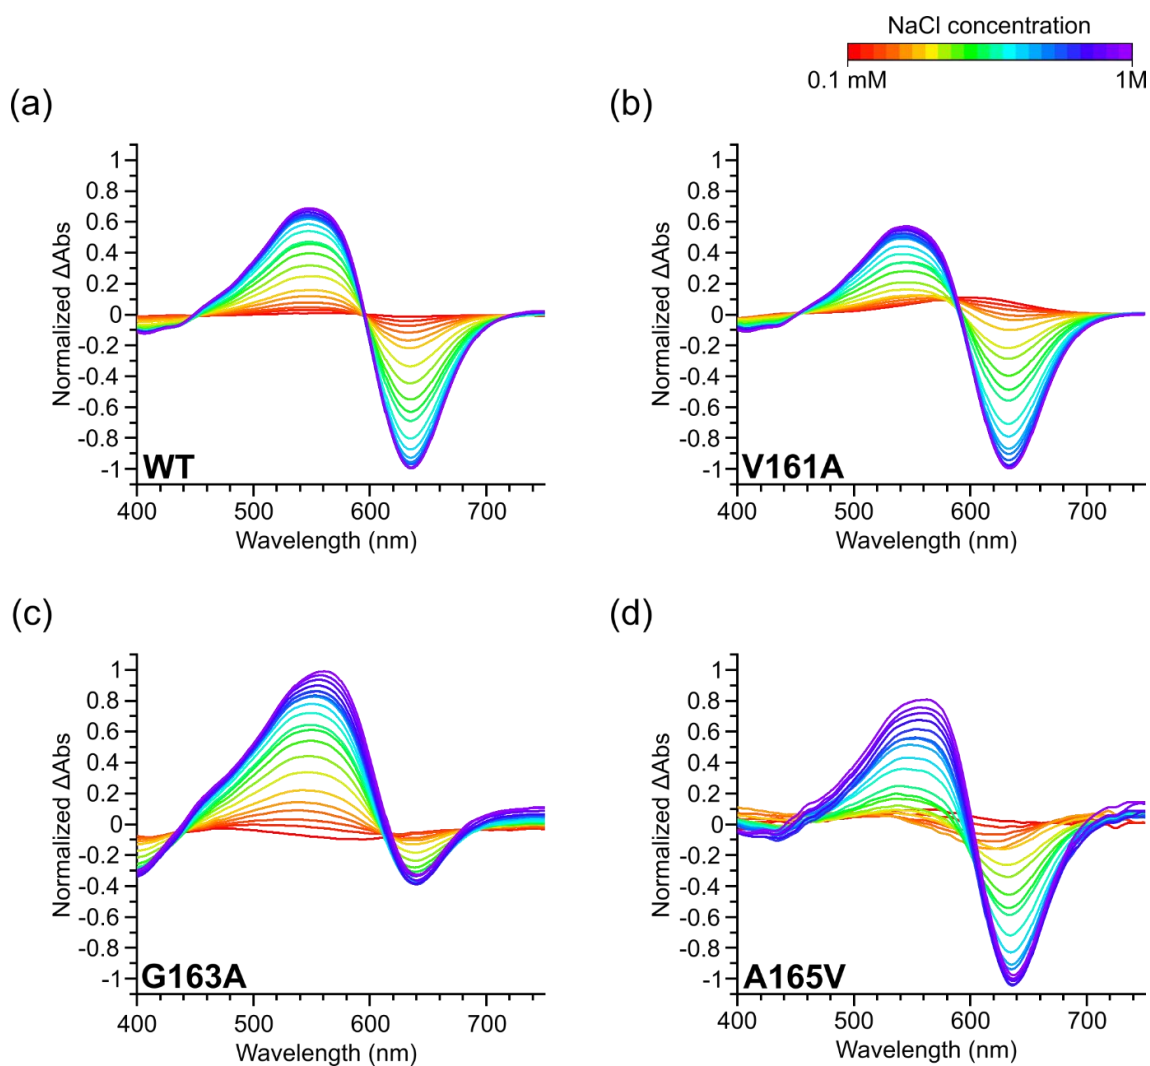 NaCl concentration
0.1 mM 1M
(a) (b)
1 0.8 0.6 0.4 0.2 0 -0.2 -0.4 -0.6 -0.8 -1
Normalized ΔAbs
WT
400 500 600 700
Wavelength (nm)
1 0.8 0.6 0.4 0.2 0 -0.2 -0.4 -0.6 -0.8 -1
Normalized ΔAbs
V161A
400 500 600 700
Wavelength (nm)
(c) (d)
1 0.8 0.6 0.4 0.2 0 -0.2 -0.4 -0.6 -0.8 -1
Normalized ΔAbs
G163A
400 500 600 700
Wavelength (nm)
1 0.8 0.6 0.4 0.2 0 -0.2 -0.4 -0.6 -0.8 -1
Normalized ΔAbs
A165V
400 500 600 700
Wavelength (nm)